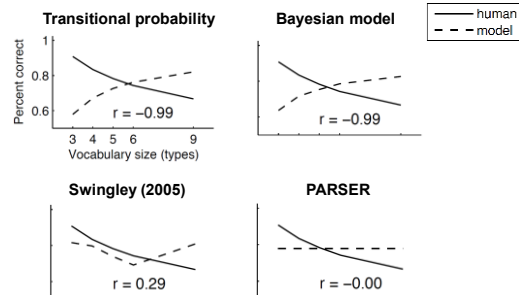 Transitional probability
Bayesian model
human
model
Percent correct
1
0.8
0.6
r = −0.99
3 4 5 6 9
Vocabulary size (types)
r = −0.99
Swingley (2005)
PARSER
r = 0.29
r = −0.00